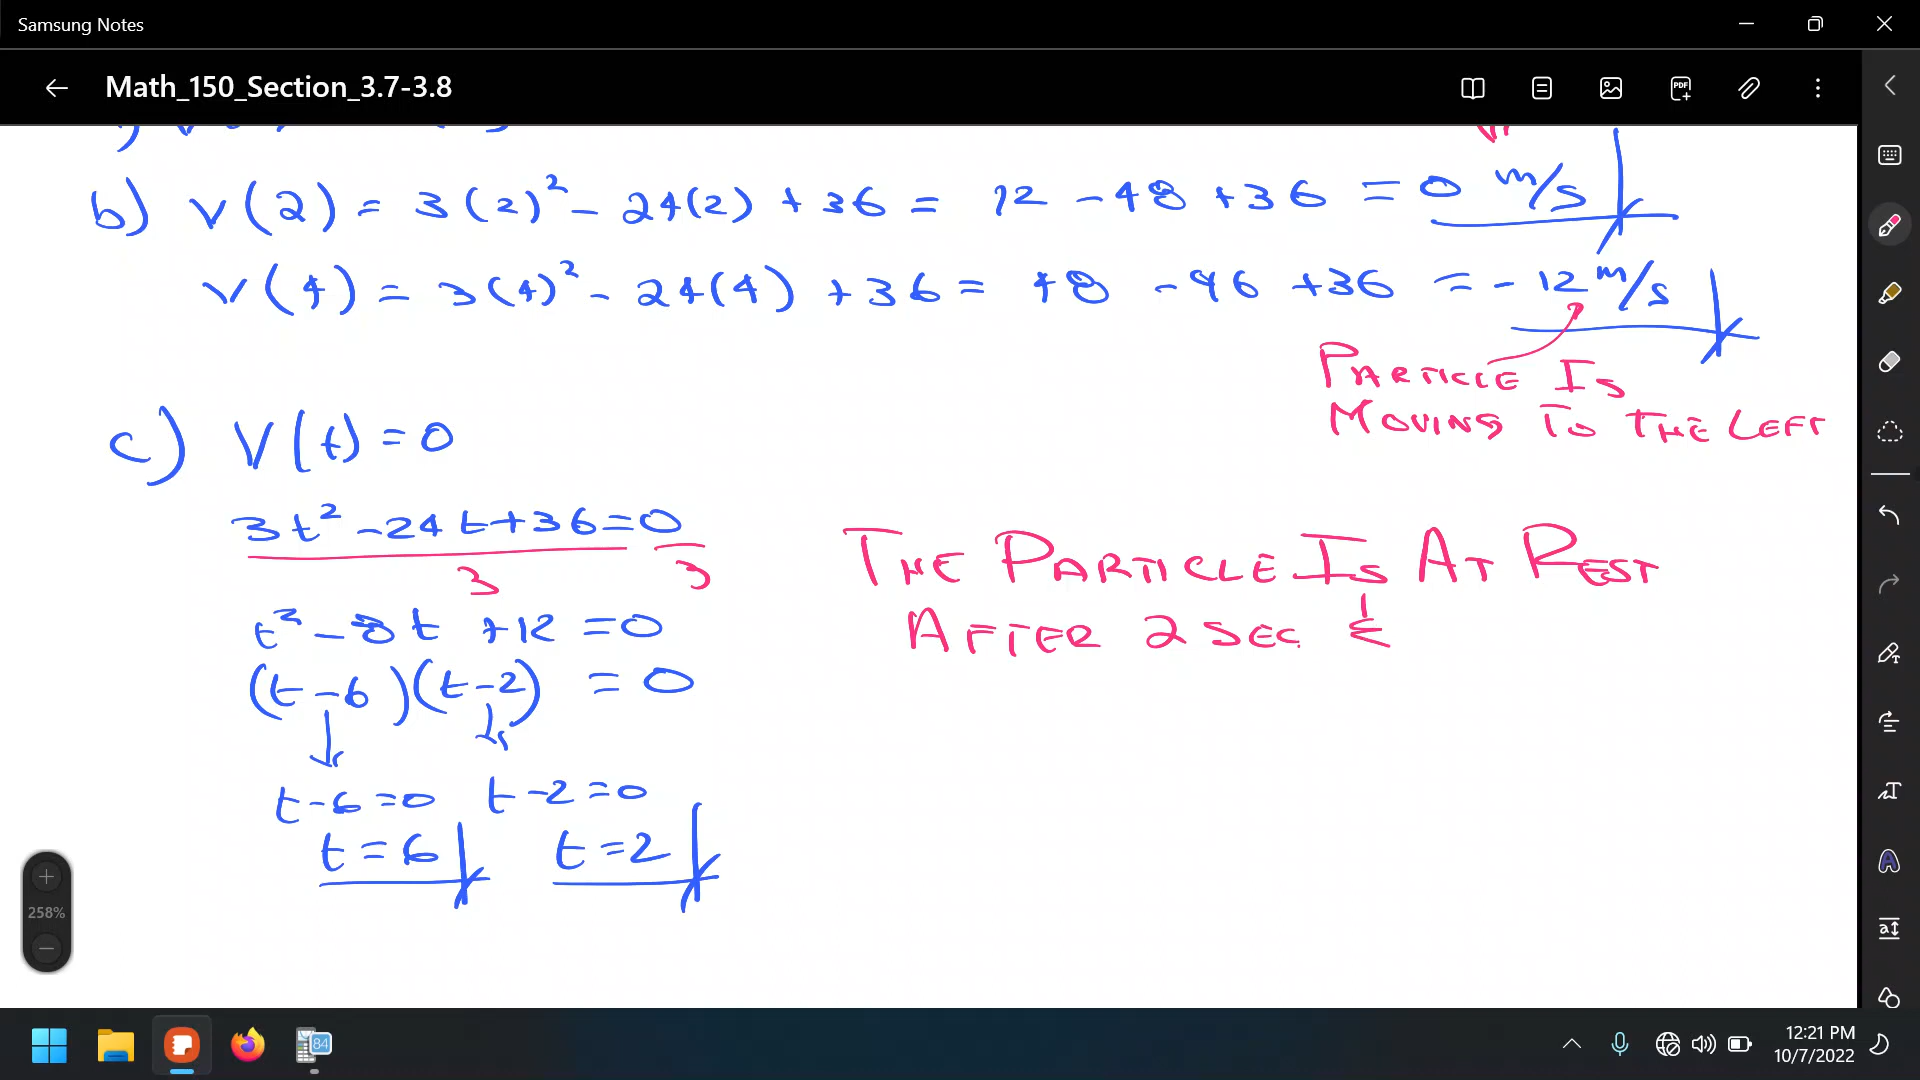 Samsung Notes
Math_150_Section_3.7-3.8
b) v(2) = 3(2)² - 24(2) + 36 = 12 - 48 + 36 = 0 m/s
v(4) = 3(4)² - 24(4) + 36 = 48 - 96 + 36 = -12 m/s
PARTICLE IS
MOVING TO THE LEFT
c) V(t) = 0
3t² - 24t + 36 = 0
3 3
t² - 8t + 12 = 0
(t - 6)(t - 2) = 0
t - 6 = 0 t - 2 = 0
t = 6 t = 2
THE PARTICLE IS AT REST
AFTER 2 SEC &
258%
84
12:21 PM
10/7/2022